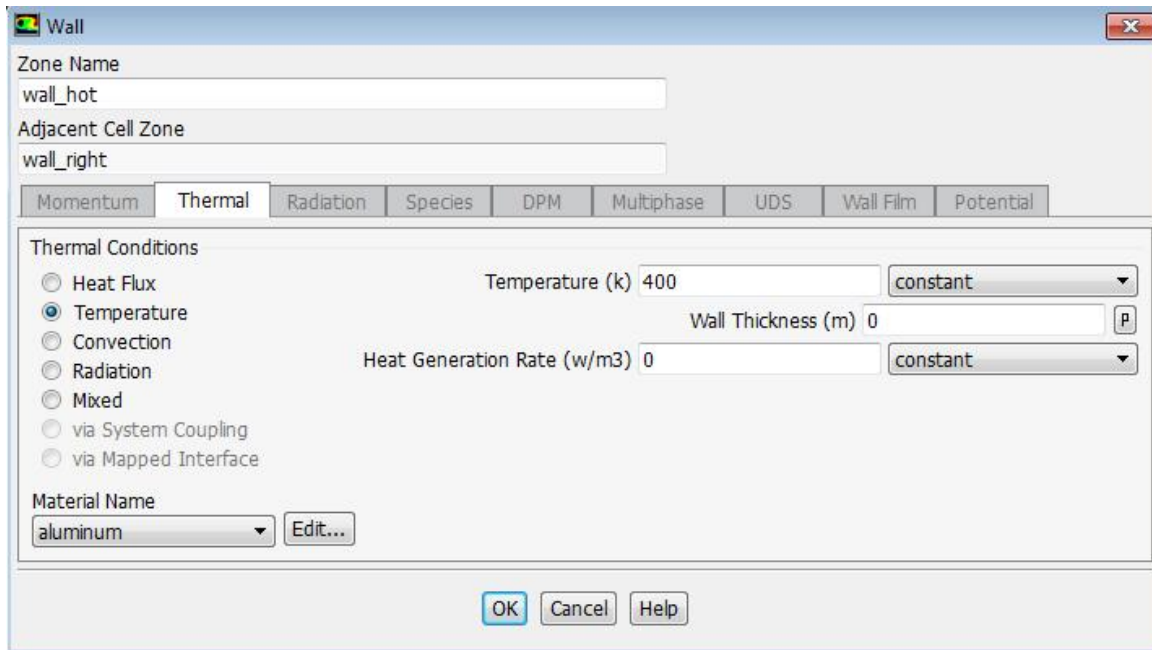 Wall
Zone Name
wall_hot
Adjacent Cell Zone
wall_right
Momentum Thermal Radiation Species DPM Multiphase UDS Wall Film Potential
Thermal Conditions
Heat Flux Temperature (k) 400 constant
Temperature Wall Thickness (m) 0 P
Convection Heat Generation Rate (w/m3) 0 constant
Radiation
Mixed
via System Coupling
via Mapped Interface
Material Name
aluminum Edit...
OK Cancel Help